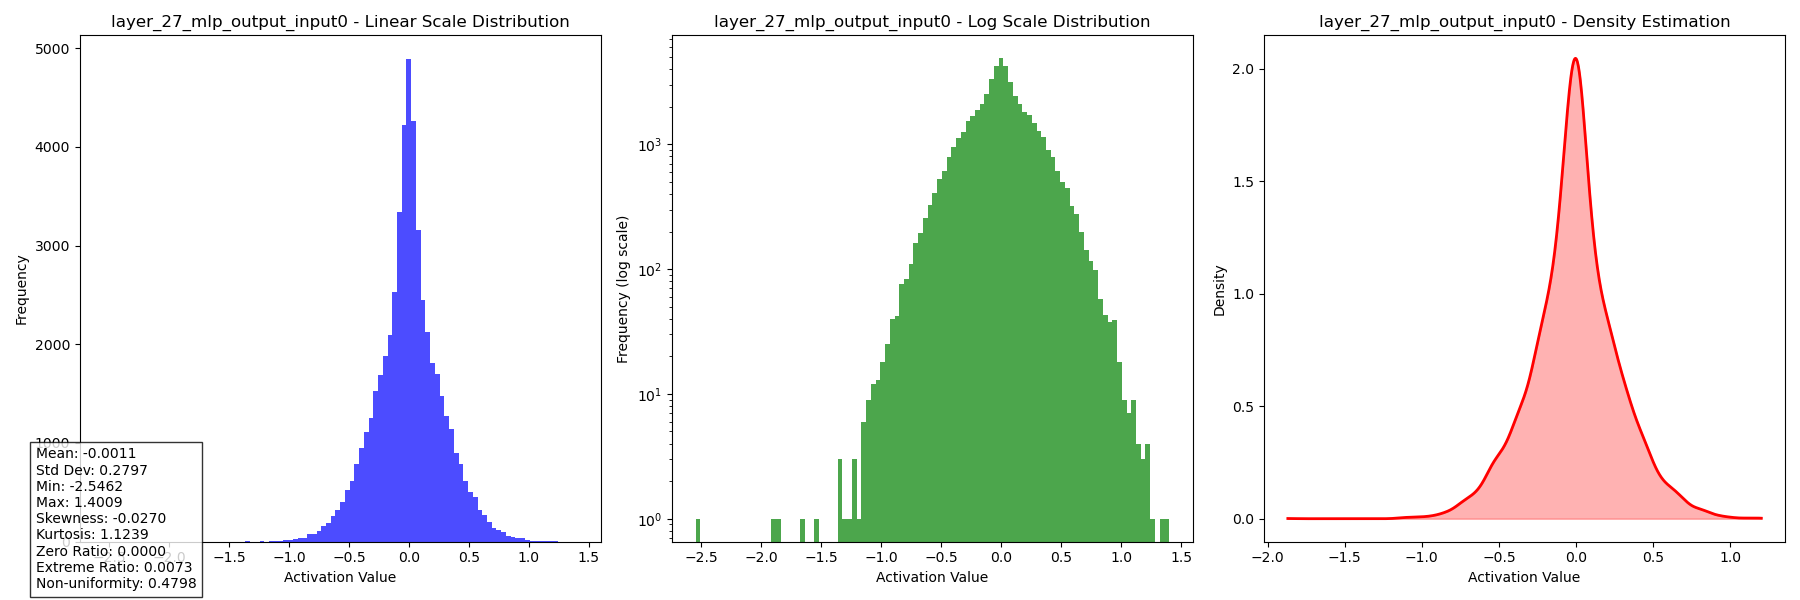 layer_27_mlp_output_input0 - Linear Scale Distribution
5000
4000
3000
2000
1000
0
Frequency
2.0
−1.5
−1.0
−0.5
0.0
0.5
1.0
1.5
Activation Value
Mean: -0.0011
Std Dev: 0.2797
Min: -2.5462
Max: 1.4009
Skewness: -0.0270
Kurtosis: 1.1239
Zero Ratio: 0.0000
Extreme Ratio: 0.0073
Non-uniformity: 0.4798
layer_27_mlp_output_input0 - Log Scale Distribution
10³
10²
10¹
10⁰
Frequency (log scale)
−2.5
−2.0
−1.5
−1.0
−0.5
0.0
0.5
1.0
1.5
Activation Value
layer_27_mlp_output_input0 - Density Estimation
2.0
1.5
1.0
0.5
0.0
Density
−2.0
−1.5
−1.0
−0.5
0.0
0.5
1.0
Activation Value